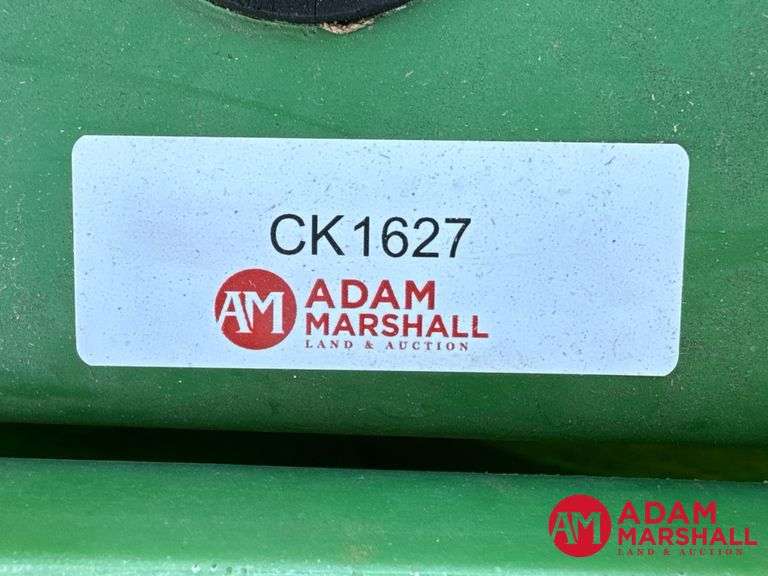 CK1627
AM
ADAM
MARSHALL
LAND & AUCTION
AM
ADAM
MARSHALL
LAND & AUCTION